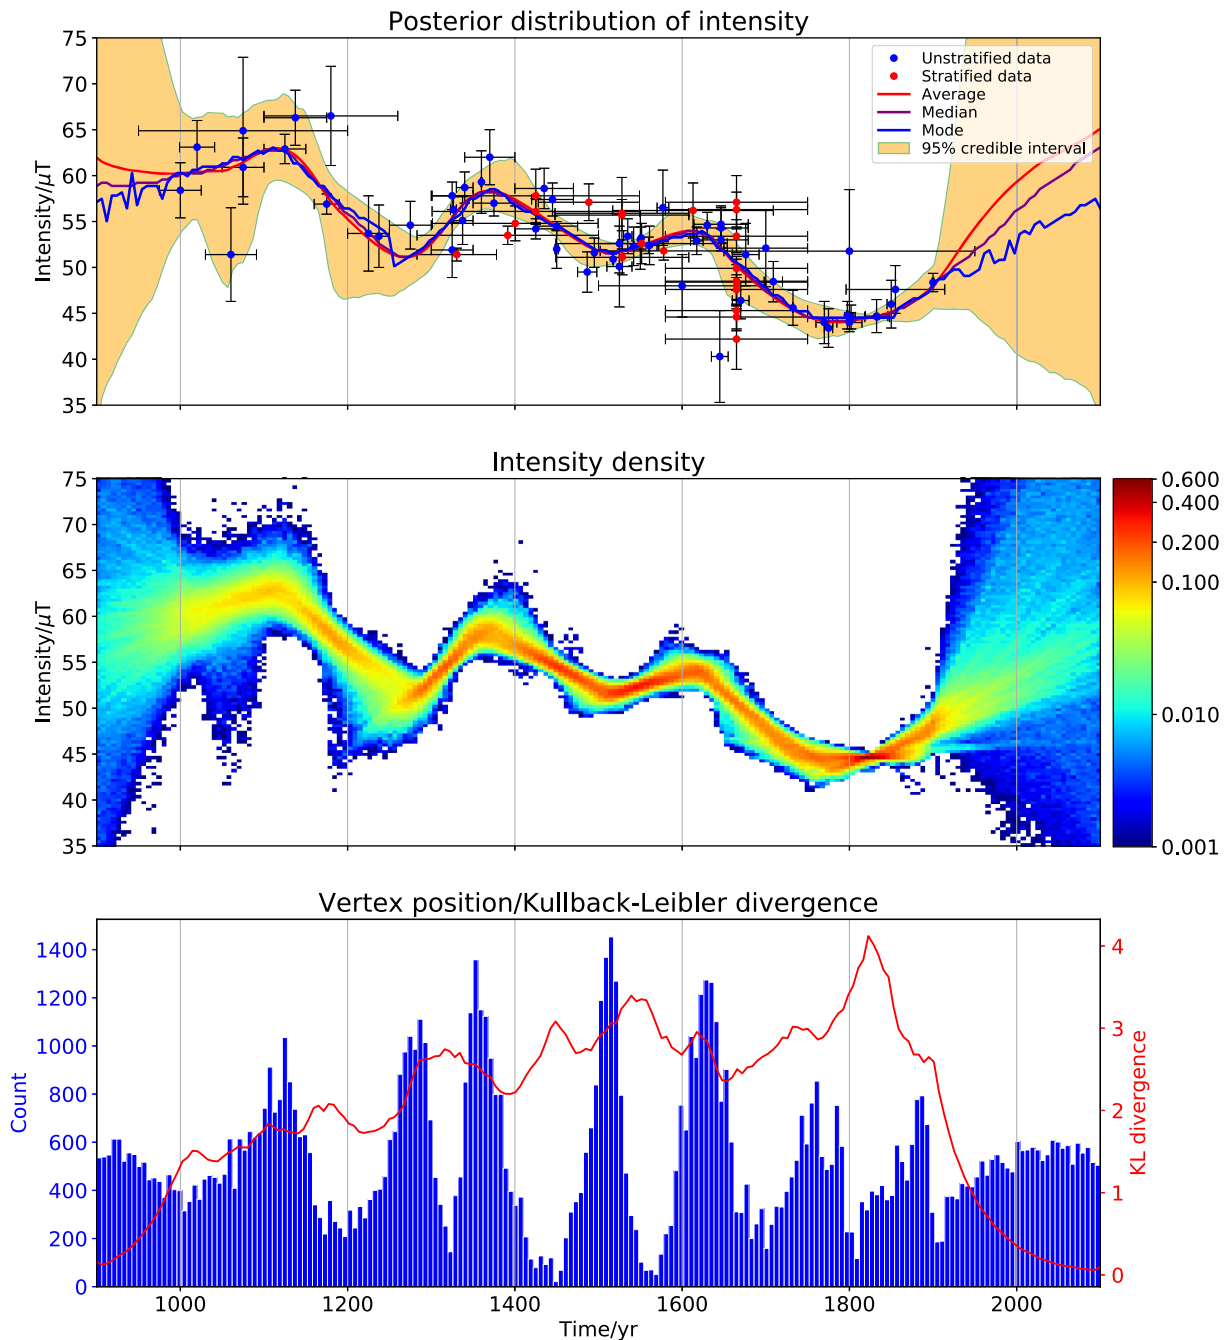 Posterior distribution of intensity
75
70
65
60
55
50
45
40
35
Intensity/μT
Unstratified data
Stratified data
Average
Median
Mode
95% credible interval
Intensity density
75
70
65
60
55
50
45
40
35
Intensity/μT
0.600
0.400
0.200
0.100
0.010
0.001
Vertex position/Kullback-Leibler divergence
1400
1200
1000
800
600
400
200
0
Count
4
3
2
1
0
KL divergence
1000 1200 1400 1600 1800 2000
Time/yr